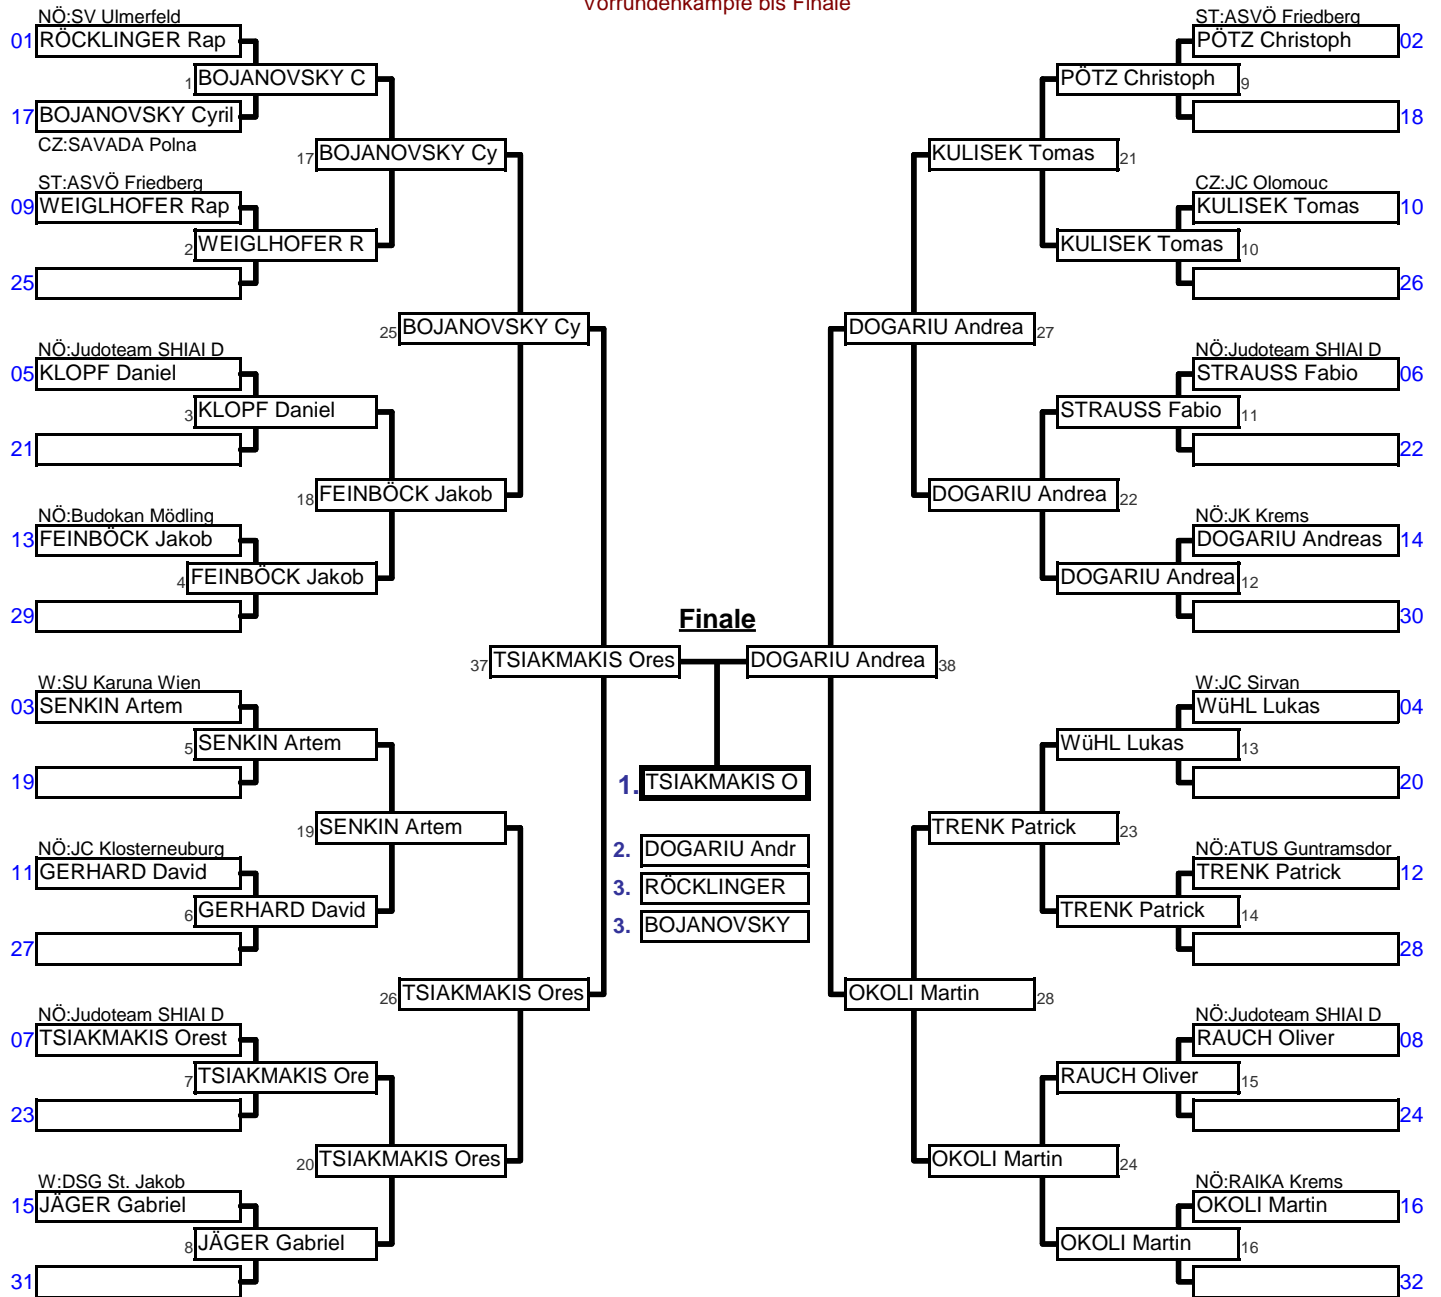 Vorrundenkämpfe bis Finale
NÖ:SV Ulmerfeld
01 RÖCKLINGER Rap
1 BOJANOVSKY C
17 BOJANOVSKY Cyril
CZ:SAVADA Polna
17 BOJANOVSKY Cy
ST:ASVÖ Friedberg
09 WEIGLHOFER Rap
2 WEIGLHOFER R
25
25 BOJANOVSKY Cy
NÖ:Judoteam SHIAI D
05 KLOPF Daniel
3 KLOPF Daniel
21
18 FEINBÖCK Jakob
NÖ:Budokan Mödling
13 FEINBÖCK Jakob
4 FEINBÖCK Jakob
29
37 TSIAKMAKIS Ores
W:SU Karuna Wien
03 SENKIN Artem
5 SENKIN Artem
19
19 SENKIN Artem
NÖ:JC Klosterneuburg
11 GERHARD David
6 GERHARD David
27
26 TSIAKMAKIS Ores
NÖ:Judoteam SHIAI D
07 TSIAKMAKIS Orest
7 TSIAKMAKIS Ore
23
20 TSIAKMAKIS Ores
W:DSG St. Jakob
15 JÄGER Gabriel
8 JÄGER Gabriel
31
Finale
1. TSIAKMAKIS O
2. DOGARIU Andr
3. RÖCKLINGER
3. BOJANOVSKY
ST:ASVÖ Friedberg
PÖTZ Christoph 02
PÖTZ Christoph 9
18
KULISEK Tomas 21
CZ:JC Olomouc
KULISEK Tomas 10
KULISEK Tomas 10
26
DOGARIU Andrea 27
NÖ:Judoteam SHIAI D
STRAUSS Fabio 06
STRAUSS Fabio 11
22
DOGARIU Andrea 22
NÖ:JK Krems
DOGARIU Andreas 14
DOGARIU Andrea 12
30
DOGARIU Andrea 38
W:JC Sirvan
WüHL Lukas 04
WüHL Lukas 13
20
TRENK Patrick 23
NÖ:ATUS Guntramsdor
TRENK Patrick 12
TRENK Patrick 14
28
OKOLI Martin 28
NÖ:Judoteam SHIAI D
RAUCH Oliver 08
RAUCH Oliver 15
24
OKOLI Martin 24
NÖ:RAIKA Krems
OKOLI Martin 16
OKOLI Martin 16
32